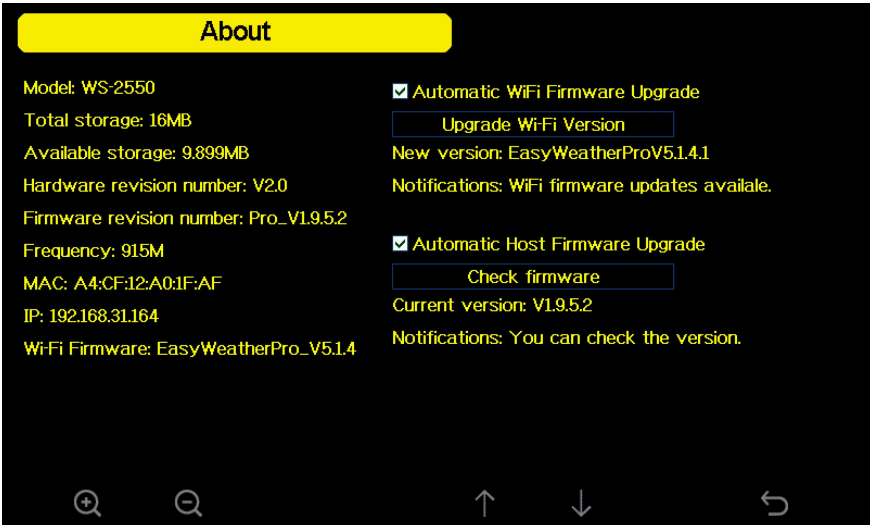 About
Model: WS-2550
Total storage: 16MB
Available storage: 9.899MB
Hardware revision number: V2.0
Firmware revision number: Pro_V1.9.5.2
Frequency: 915M
MAC: A4:CF:12:A0:1F:AF
IP: 192.168.31.164
Wi-Fi Firmware: EasyWeatherPro_V5.1.4
Automatic WiFi Firmware Upgrade
Upgrade Wi-Fi Version
New version: EasyWeatherProV5.1.4.1
Notifications: WiFi firmware updates availale.
Automatic Host Firmware Upgrade
Check firmware
Current version: V1.9.5.2
Notifications: You can check the version.